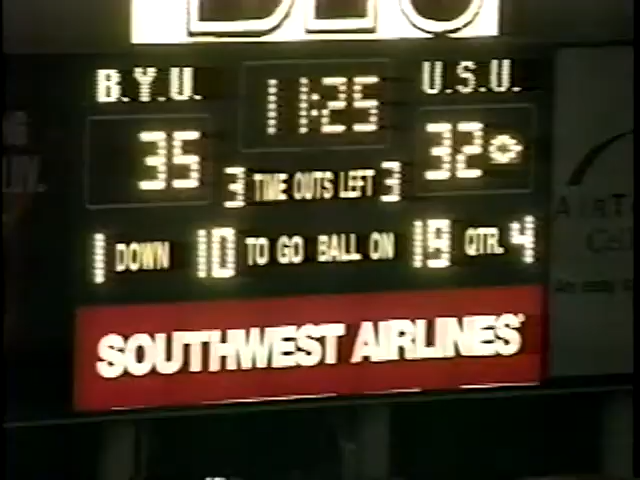 B.Y.U. 11:25 U.S.U.
35 32
3 TIME OUTS LEFT 3
1 DOWN 10 TO GO BALL ON 19 QTR. 4
SOUTHWEST AIRLINES